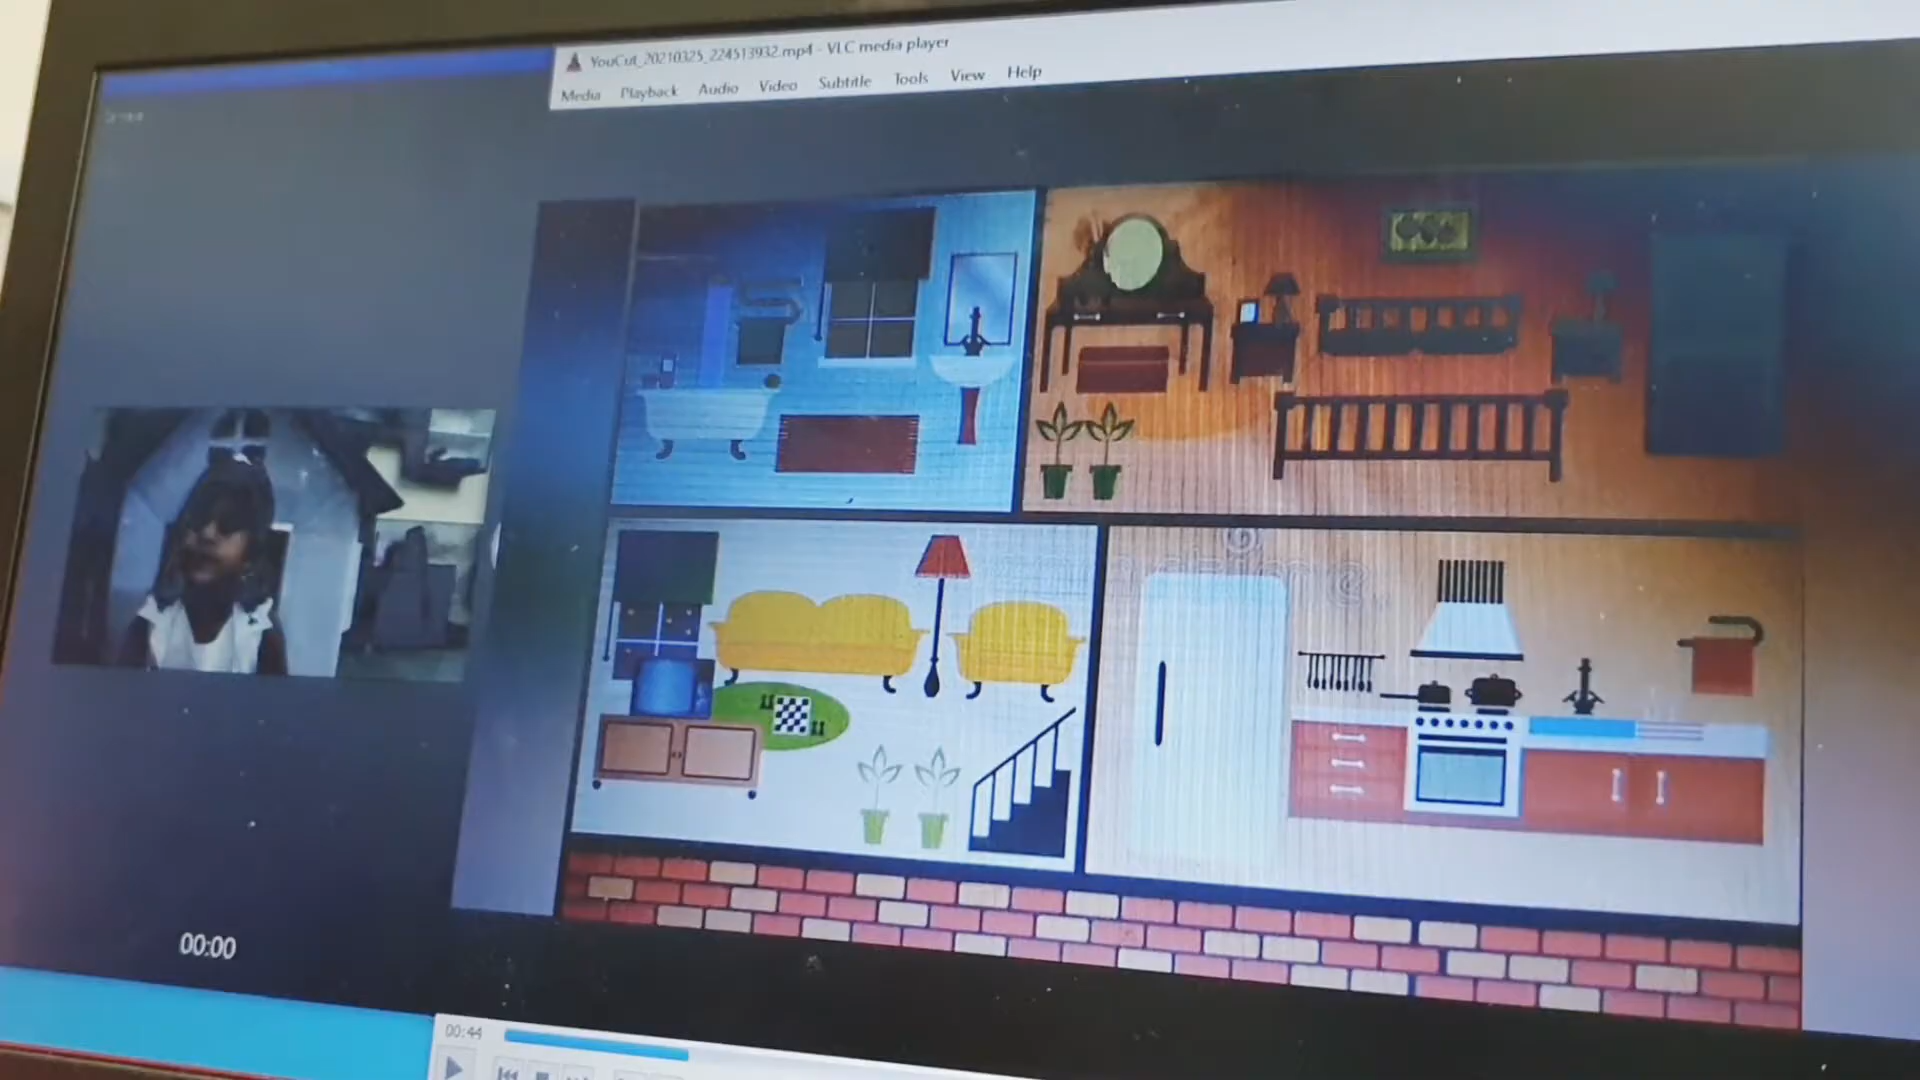 YouCut_20210325_224513932.mp4 - VLC media player
Media Playback Audio Video Subtitle Tools View Help
00:00
00:44